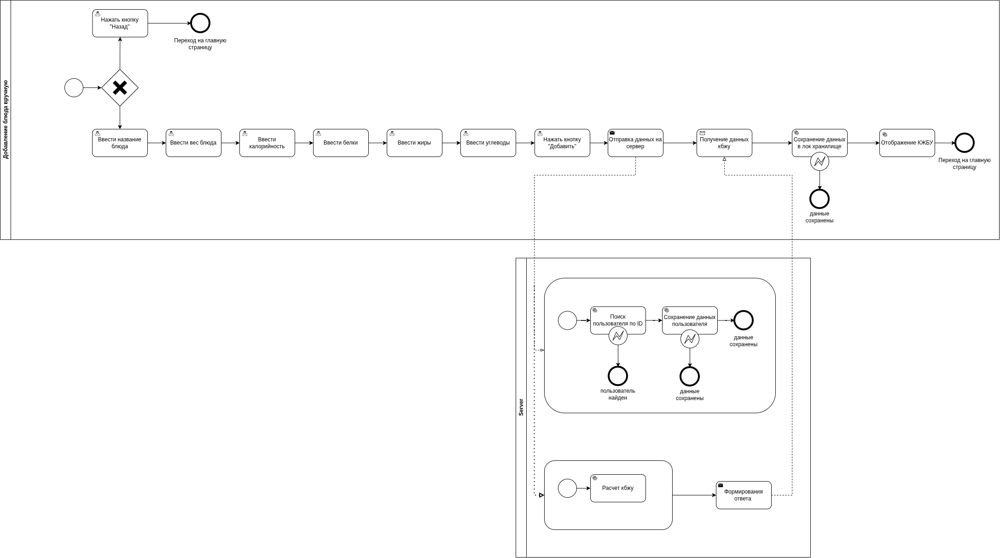 Добавление блюда вручную
Нажать кнопку
"Назад"
Переход на главную
страницу
Ввести название
блюда
Ввести вес блюда
Ввести
калорийность
Ввести белки
Ввести жиры
Ввести углеводы
Нажать кнопку
"Добавить"
Отправка данных на
сервер
Получение данных
кбжу
Сохранение данных
в лок хранилище
Отображение КЖБУ
Переход на главную
страницу
данные
сохранены
Server
Поиск
пользователя по ID
Сохранение данных
пользователя
данные
сохранены
пользователь
найден
данные
сохранены
Расчет кбжу
Формирования
ответа